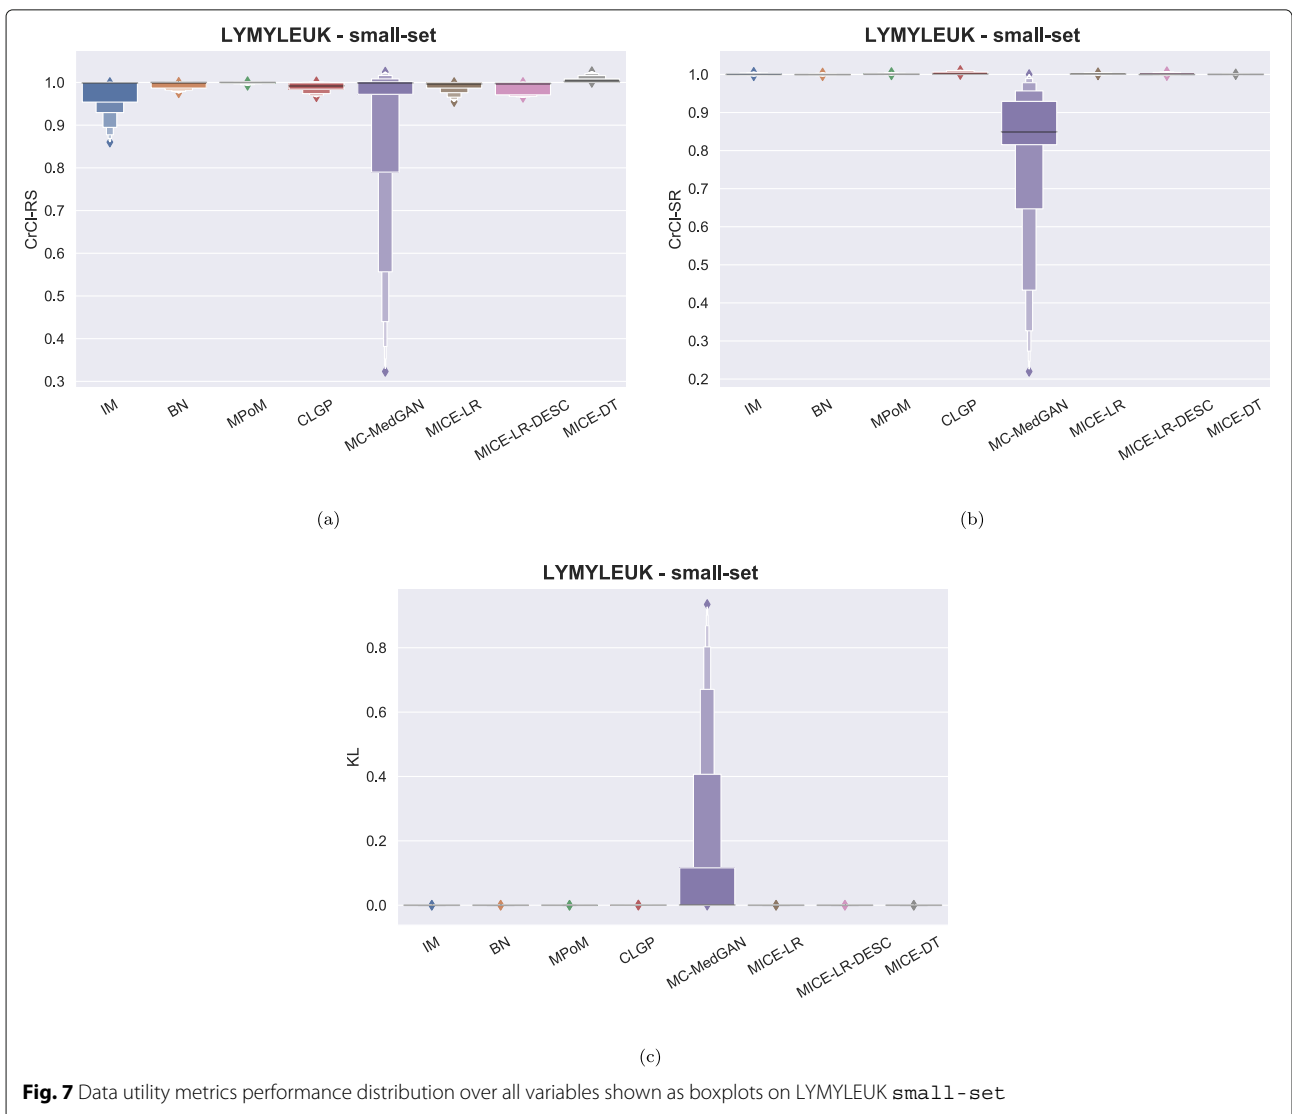 LYMYLEUK - small-set
1.0
0.9
0.8
0.7
0.6
0.5
0.4
0.3
CrCl-RS
IM
BN
MPoM
CLGP
MC-MedGAN
MICE-LR
MICE-LR-DESC
MICE-DT
(a)
LYMYLEUK - small-set
1.0
0.9
0.8
0.7
0.6
0.5
0.4
0.3
0.2
CrCl-SR
IM
BN
MPoM
CLGP
MC-MedGAN
MICE-LR
MICE-LR-DESC
MICE-DT
(b)
LYMYLEUK - small-set
0.8
0.6
0.4
0.2
0.0
KL
IM
BN
MPoM
CLGP
MC-MedGAN
MICE-LR
MICE-LR-DESC
MICE-DT
(c)
Fig. 7 Data utility metrics performance distribution over all variables shown as boxplots on LYMYLEUK small-set